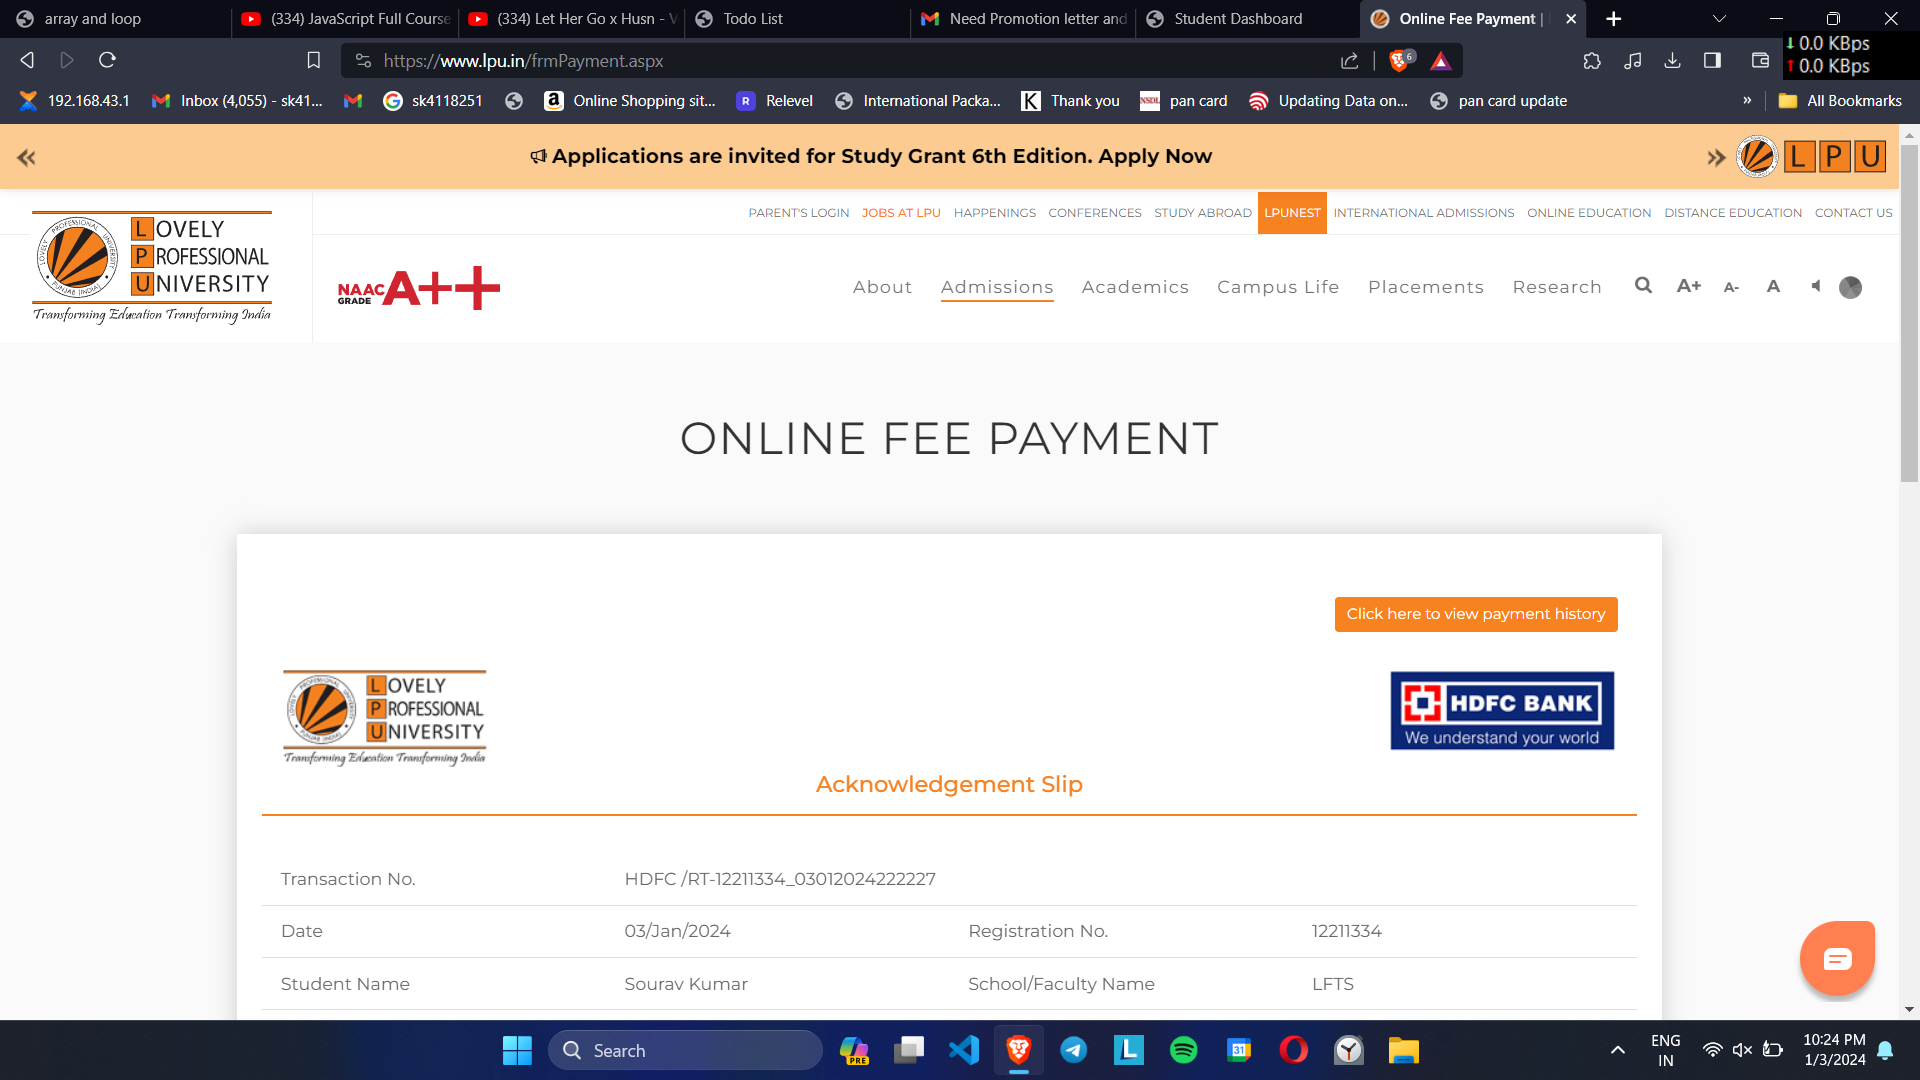 array and loop
(334) JavaScript Full Course
(334) Let Her Go x Husn - V
Todo List
Need Promotion letter and
Student Dashboard
Online Fee Payment |
https://www.lpu.in/frmPayment.aspx
6
0.0 KBps
0.0 KBps
192.168.43.1
Inbox (4,055) - sk41...
sk4118251
Online Shopping sit...
R
Relevel
International Packa...
K
Thank you
NSDL
pan card
Updating Data on...
pan card update
»
All Bookmarks
Applications are invited for Study Grant 6th Edition. Apply Now
L P U
PARENT'S LOGIN
JOBS AT LPU
HAPPENINGS
CONFERENCES
STUDY ABROAD
LPUNEST
INTERNATIONAL ADMISSIONS
ONLINE EDUCATION
DISTANCE EDUCATION
CONTACT US
LOVELY
PROFESSIONAL
UNIVERSITY
Transforming Education Transforming India
NAAC
GRADE
A++
About
Admissions
Academics
Campus Life
Placements
Research
A+
A-
A
ONLINE FEE PAYMENT
Click here to view payment history
LOVELY
PROFESSIONAL
UNIVERSITY
Transforming Education Transforming India
HDFC BANK
We understand your world
Acknowledgement Slip
Transaction No. HDFC /RT-12211334_03012024222227
Date 03/Jan/2024 Registration No. 12211334
Student Name Sourav Kumar School/Faculty Name LFTS
Search
PRE
L
31
ENG
IN
10:24 PM
1/3/2024